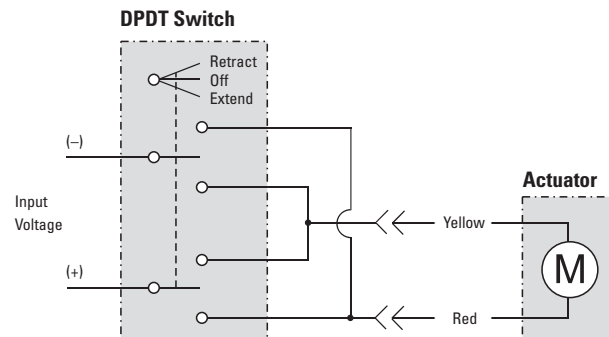 DPDT Switch
Retract
Off
Extend
(–)
Input
Voltage
(+)
Actuator
Yellow
M
Red